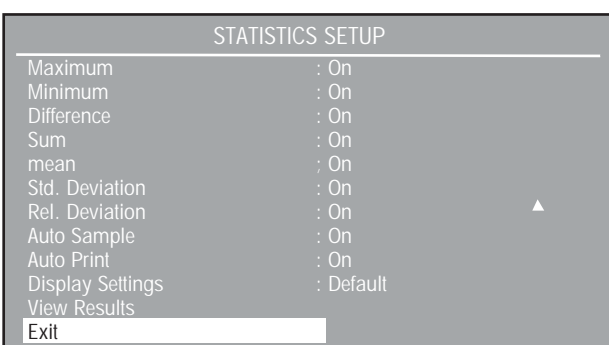 STATISTICS SETUP
Maximum : On
Minimum : On
Difference : On
Sum : On
mean ; On
Std. Deviation : On
Rel. Deviation : On
Auto Sample : On
Auto Print : On
Display Settings : Default
View Results
Exit